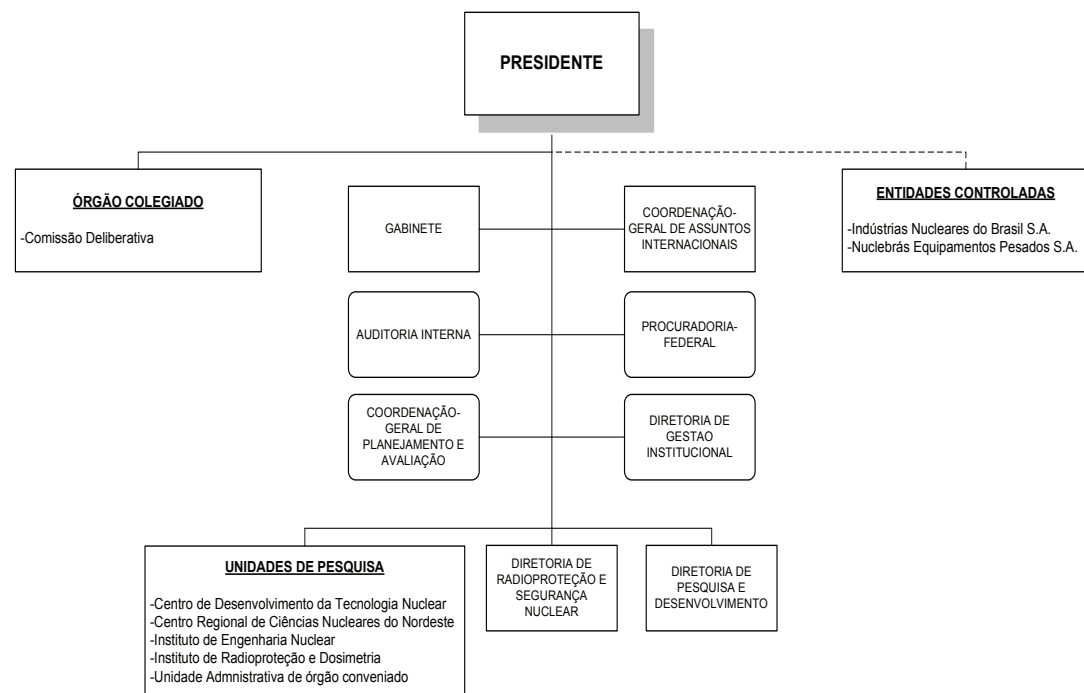 PRESIDENTE
ÓRGÃO COLEGIADO
-Comissão Deliberativa
ENTIDADES CONTROLADAS
-Indústrias Nucleares do Brasil S.A.
-Nuclebrás Equipamentos Pesados S.A.
GABINETE
COORDENAÇÃO-
GERAL DE ASSUNTOS
INTERNACIONAIS
AUDITORIA INTERNA
PROCURADORIA-
FEDERAL
COORDENAÇÃO-
GERAL DE
PLANEJAMENTO E
AVALIAÇÃO
DIRETORIA DE
GESTAO
INSTITUCIONAL
UNIDADES DE PESQUISA
-Centro de Desenvolvimento da Tecnologia Nuclear
-Centro Regional de Ciências Nucleares do Nordeste
-Instituto de Engenharia Nuclear
-Instituto de Radioproteção e Dosimetria
-Unidade Admnistrativa de órgão conveniado
DIRETORIA DE
RADIOPROTEÇÃO E
SEGURANÇA
NUCLEAR
DIRETORIA DE
PESQUISA E
DESENVOLVIMENTO